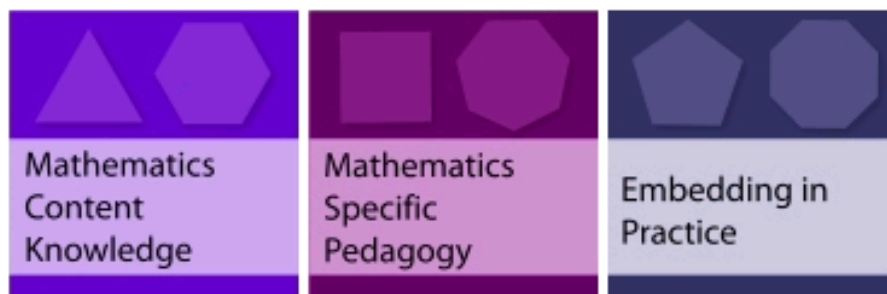 Mathematics
Content
Knowledge
Mathematics
Specific
Pedagogy
Embedding in
Practice